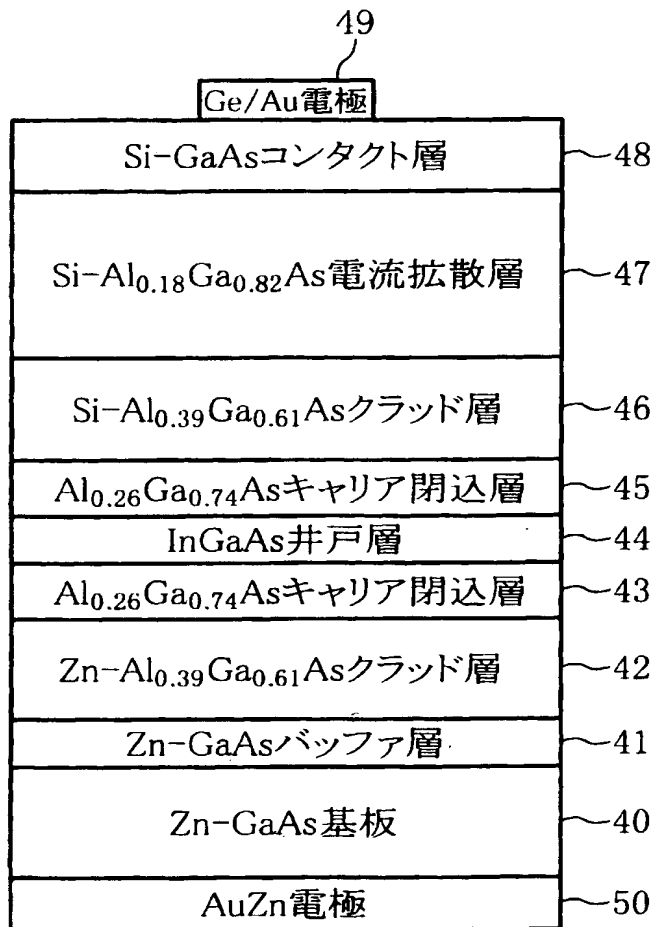 49
Ge/Au電極
Si-GaAsコンタクト層 48
Si-Al0.18Ga0.82As電流拡散層 47
Si-Al0.39Ga0.61Asクラッド層 46
Al0.26Ga0.74Asキャリア閉込層 45
InGaAs井戸層 44
Al0.26Ga0.74Asキャリア閉込層 43
Zn-Al0.39Ga0.61Asクラッド層 42
Zn-GaAsバッファ層 41
Zn-GaAs基板 40
AuZn電極 50